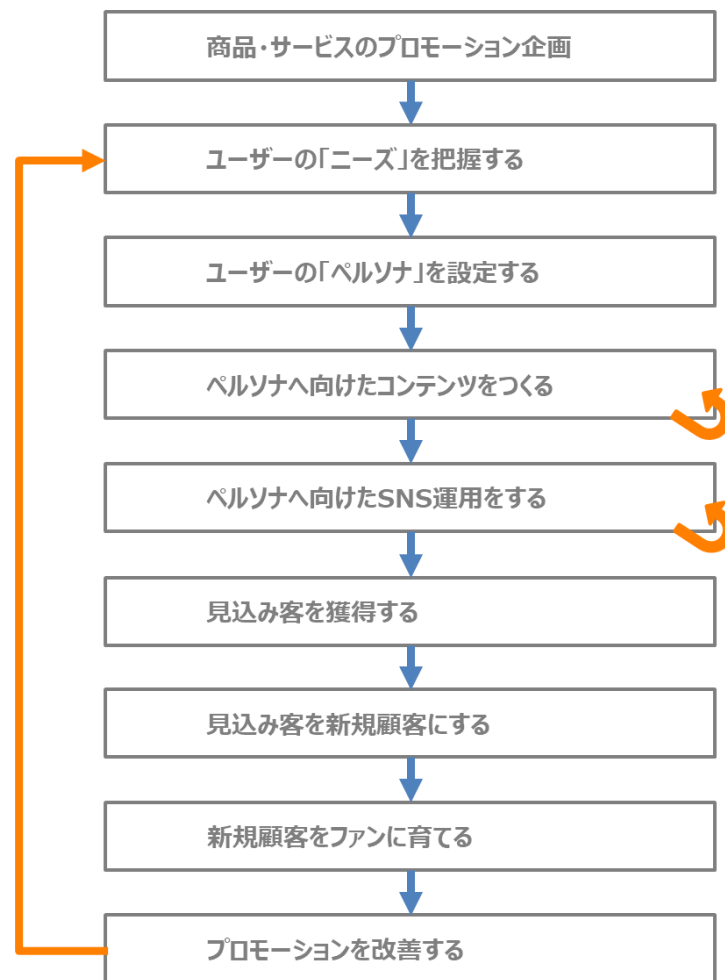 商品・サービスのプロモーション企画
ユーザーの「ニーズ」を把握する
ユーザーの「ペルソナ」を設定する
ペルソナへ向けたコンテンツをつくる
ペルソナへ向けたSNS運用をする
見込み客を獲得する
見込み客を新規顧客にする
新規顧客をファンに育てる
プロモーションを改善する